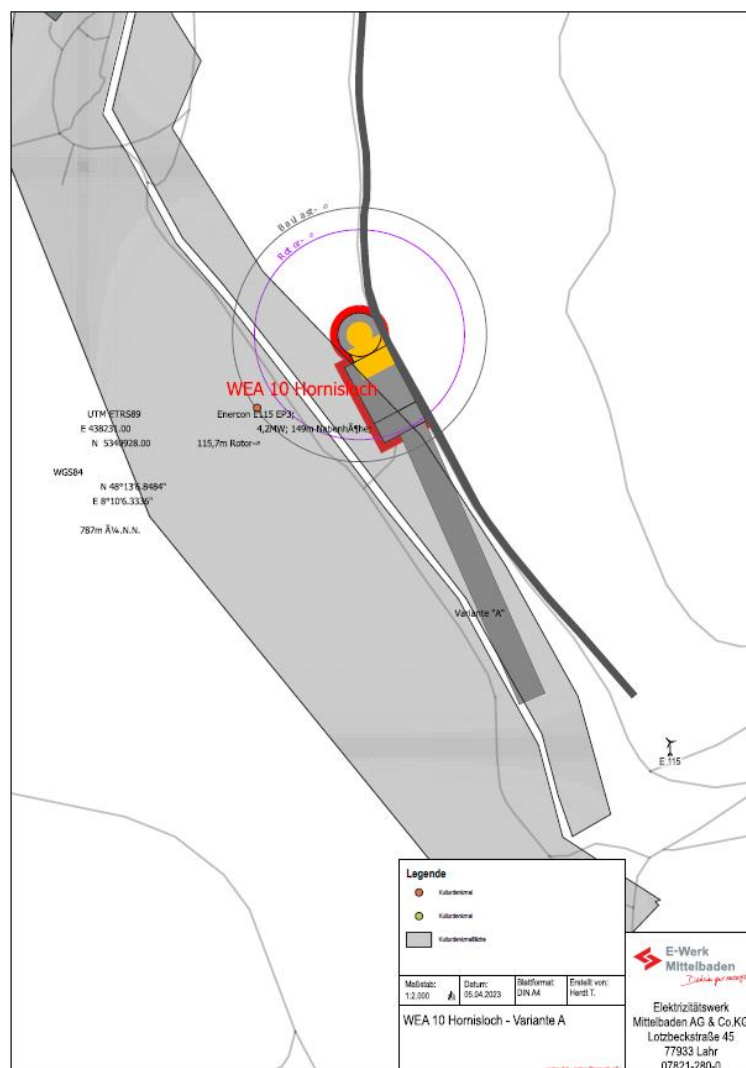 Baulast-⌀
Rotor-⌀
WEA 10 Hornisloch
UTM ETRS89
E 438231.00
N 5340928.00
Enercon E115 EP3;
4,2MW; 149m NabenhÃ¶he;
115,7m Rotor-⌀
WGS84
N 48°13'6.8484"
E 8°10'6.3336"
787m Ã¼.N.N.
Variante "A"
E 115
Legende
Kulturdenkmal
Kulturdenkmal
Kulturdenkmalfläche
Maßstab:
1:2.000
Datum:
05.04.2023
Blattformat:
DIN A4
Erstellt von:
Herdt T.
WEA 10 Hornisloch - Variante A
E-Werk
Mittelbaden
Elektrizitätswerk
Mittelbaden AG & Co.KG
Lotzbeckstraße 45
77933 Lahr
07821-280-0